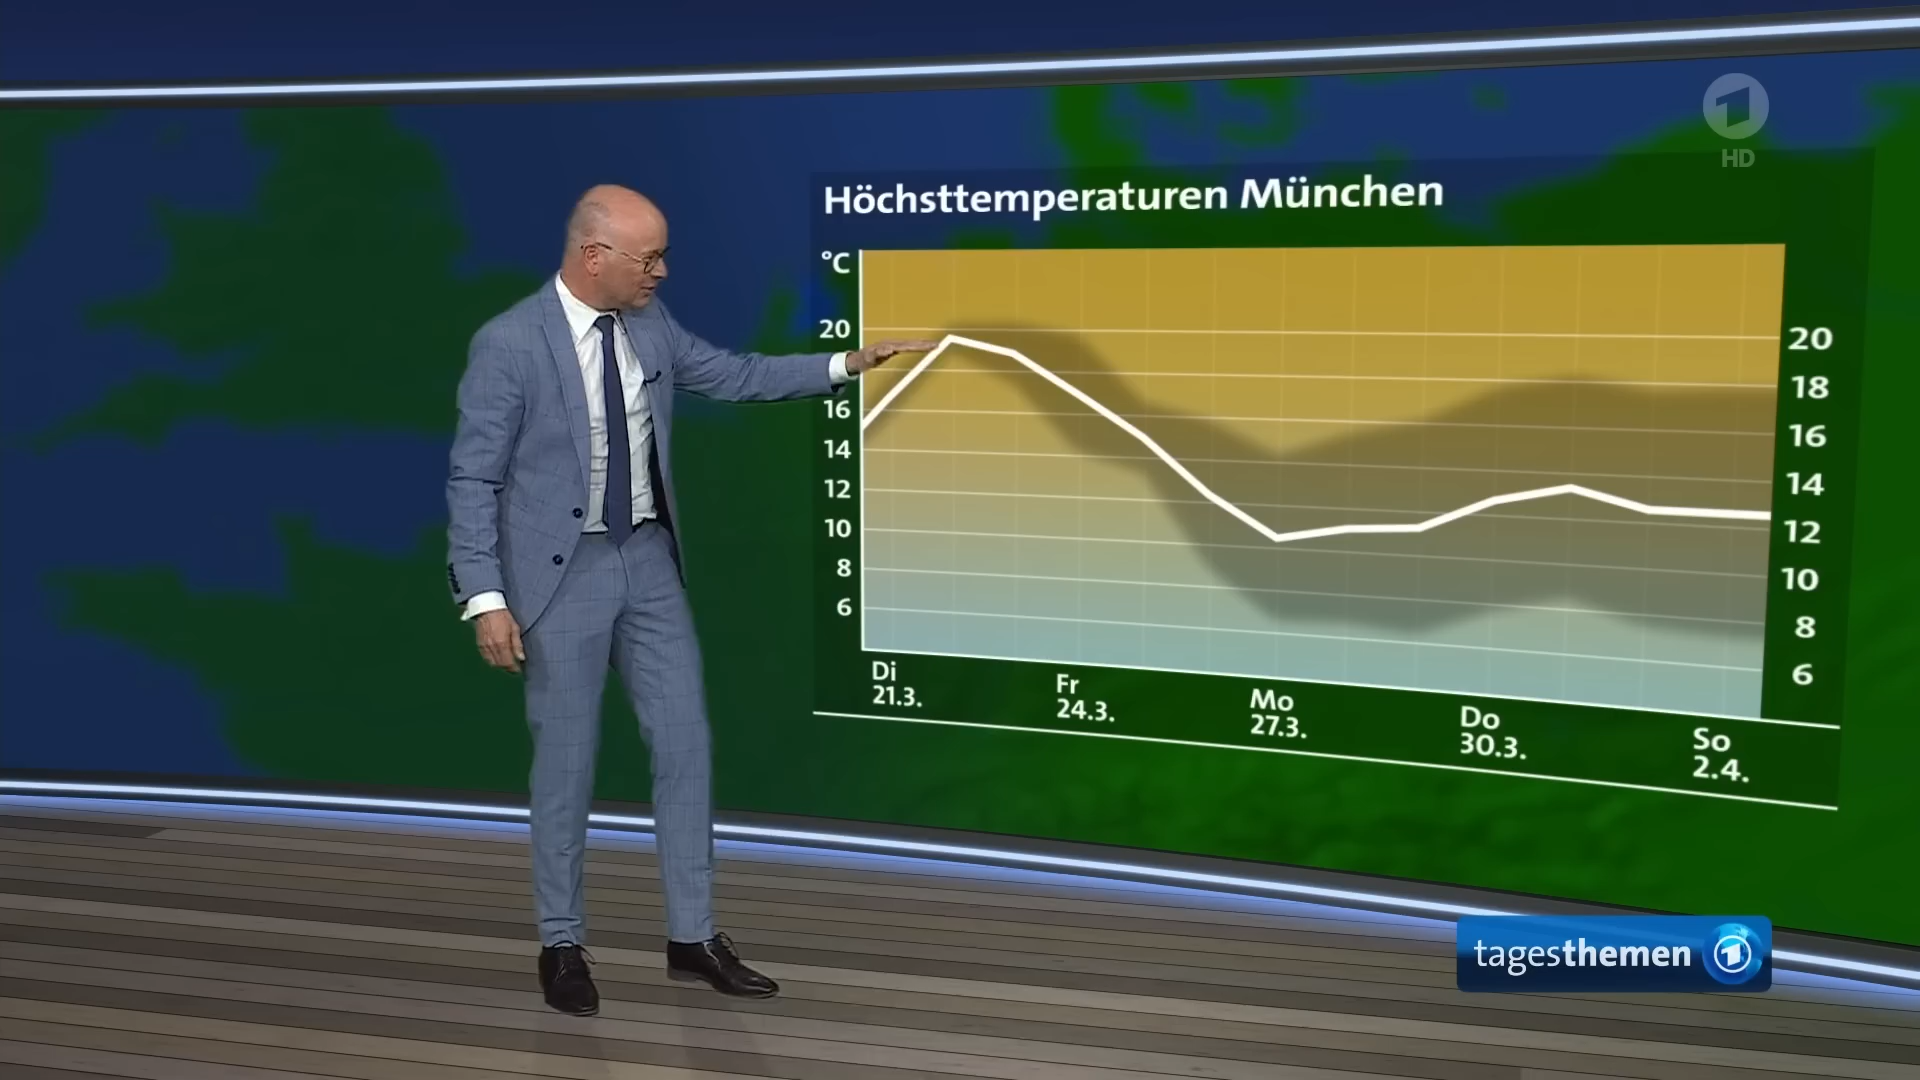 HD
Höchsttemperaturen München
°C
20
16
14
12
10
8
6
20
18
16
14
12
10
8
6
Di
21.3.
Fr
24.3.
Mo
27.3.
Do
30.3.
So
2.4.
tagesthemen